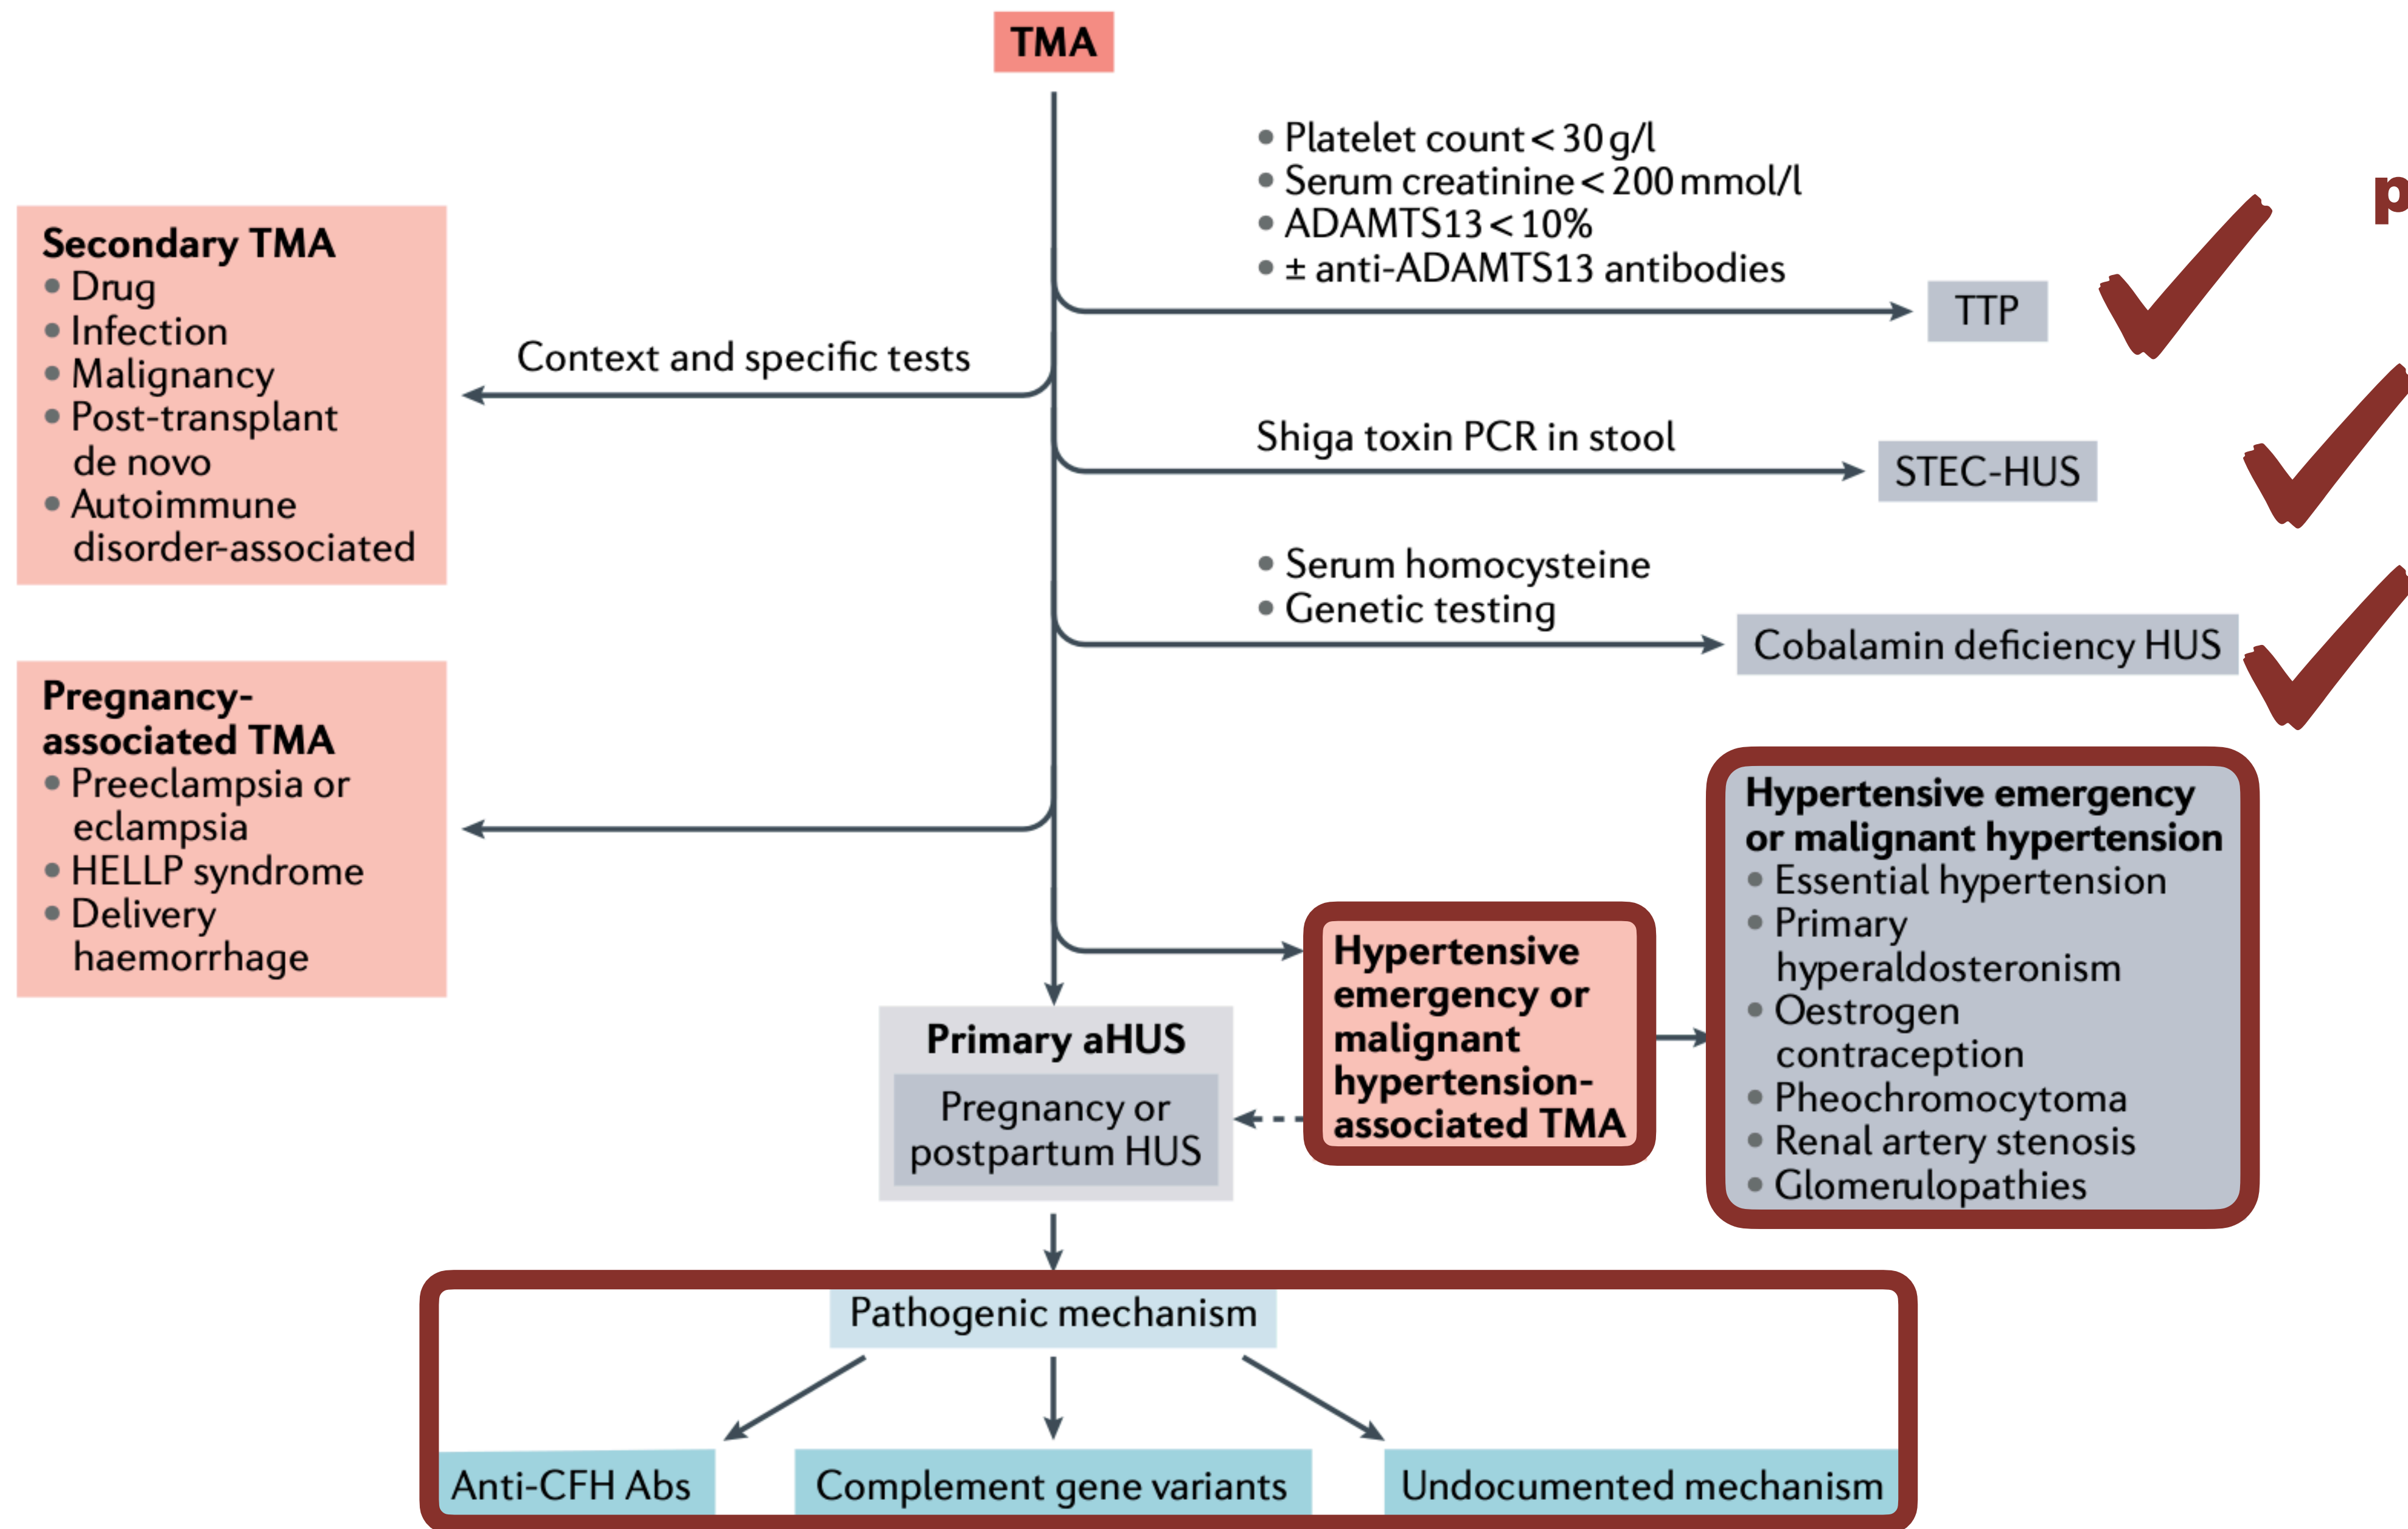 TMA
• Platelet count < 30 g/l
• Serum creatinine < 200 mmol/l
• ADAMTS13 < 10%
• ± anti-ADAMTS13 antibodies
p
TTP
Secondary TMA
• Drug
• Infection
• Malignancy
• Post-transplant
de novo
• Autoimmune
disorder-associated
Context and specific tests
Shiga toxin PCR in stool
STEC-HUS
• Serum homocysteine
• Genetic testing
Cobalamin deficiency HUS
Pregnancy-
associated TMA
• Preeclampsia or
eclampsia
• HELLP syndrome
• Delivery
haemorrhage
Hypertensive
emergency or
malignant
hypertension-
associated TMA
Hypertensive emergency
or malignant hypertension
• Essential hypertension
• Primary
hyperaldosteronism
• Oestrogen
contraception
• Pheochromocytoma
• Renal artery stenosis
• Glomerulopathies
Primary aHUS
Pregnancy or
postpartum HUS
Pathogenic mechanism
Anti-CFH Abs
Complement gene variants
Undocumented mechanism